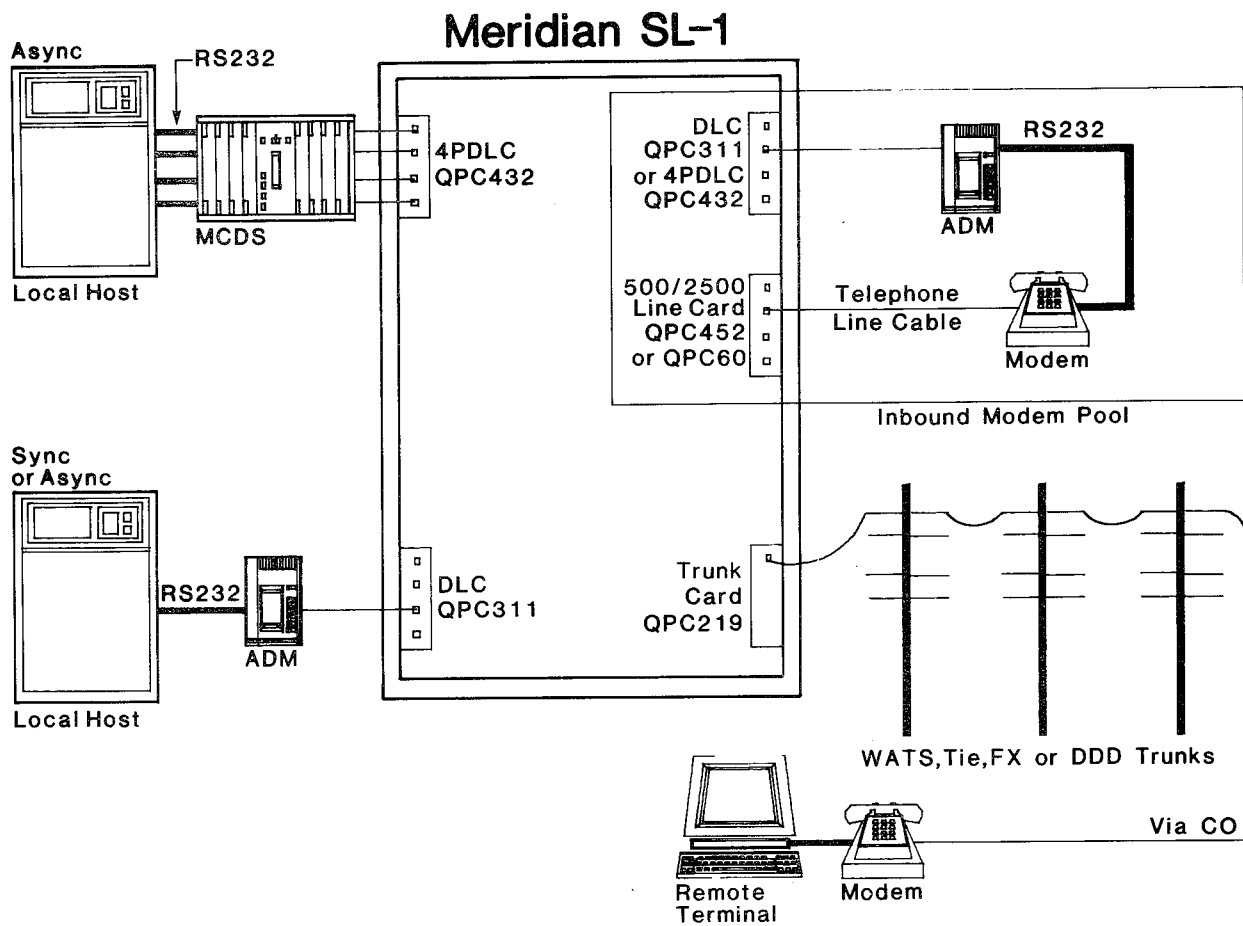 Meridian SL-1
Async
RS232
4PDLC
QPC432
MCDS
Local Host
DLC
QPC311
or 4PDLC
QPC432
RS232
ADM
500/2500
Line Card
QPC452
or QPC60
Telephone
Line Cable
Modem
Inbound Modem Pool
Sync
or Async
RS232
ADM
Local Host
DLC
QPC311
Trunk
Card
QPC219
WATS,Tie,FX or DDD Trunks
Via CO
Remote
Terminal
Modem